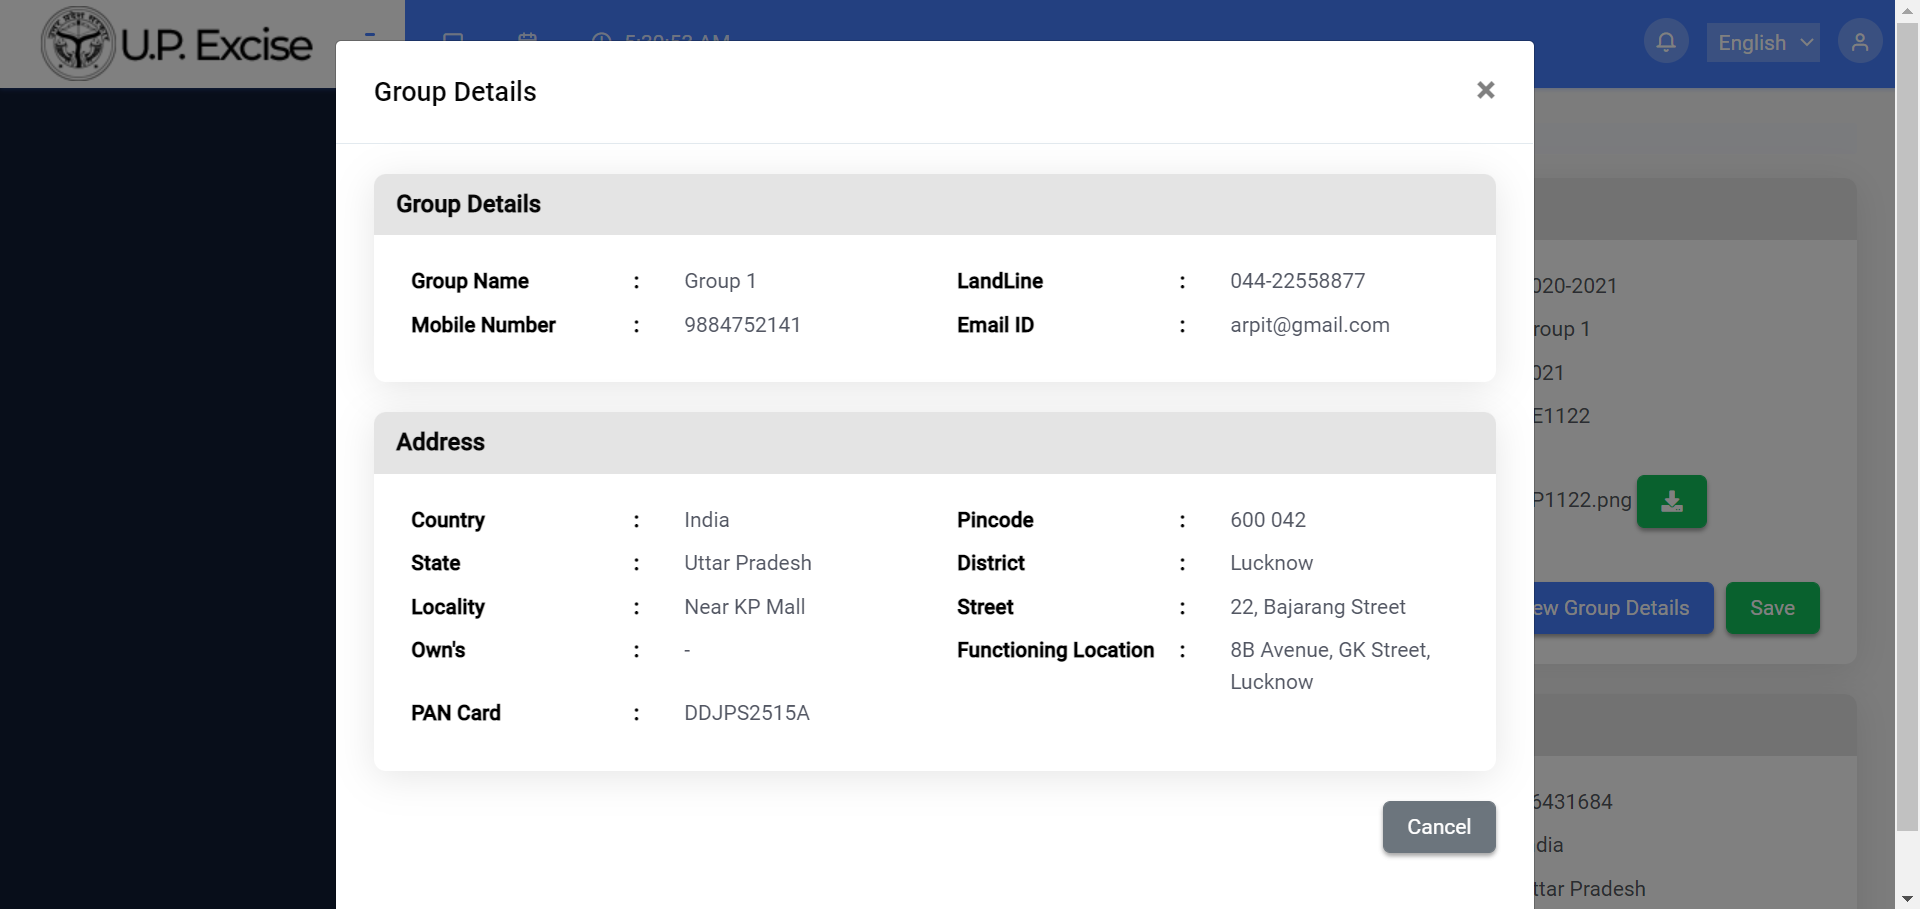 U.P. Excise
English
Group Details
Group Details
Group Name : Group 1 LandLine : 044-22558877
Mobile Number : 9884752141 Email ID : arpit@gmail.com
Address
Country : India Pincode : 600 042
State : Uttar Pradesh District : Lucknow
Locality : Near KP Mall Street : 22, Bajarang Street
Own's : - Functioning Location : 8B Avenue, GK Street,
Lucknow
PAN Card : DDJPS2515A
Cancel
020-2021
roup 1
021
E1122
P1122.png
ew Group Details
Save
6431684
dia
ttar Pradesh